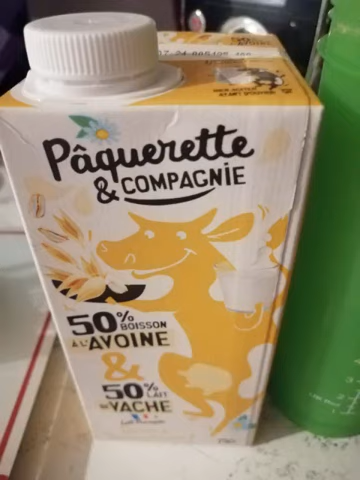 Pâquerette
& COMPAGNIE
50% BOISSON
À L'AVOINE
&
50% LAIT
DE VACHE